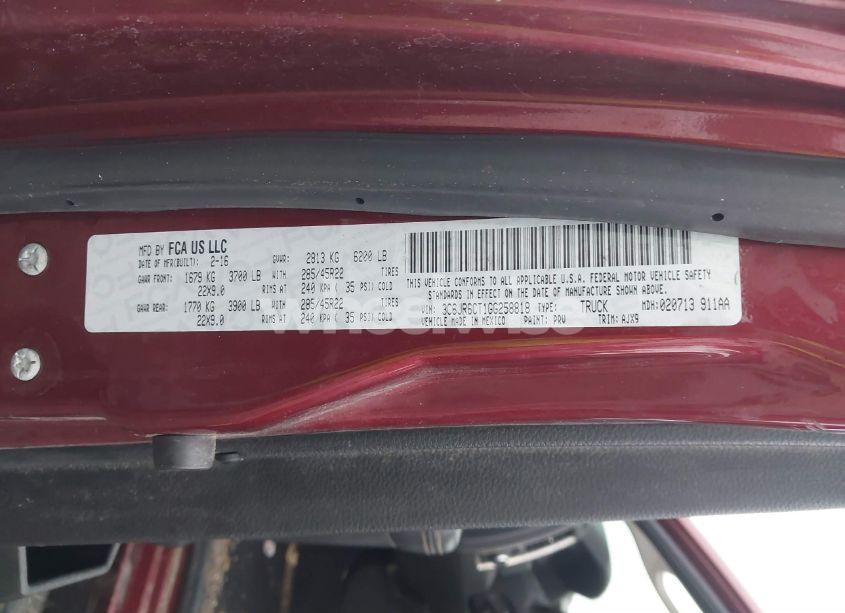 MFD BY FCA US LLC
DATE OF MFR(BUILT): 2-16 GVWR: 2813 KG 6200 LB
GAWR FRONT: 1679 KG 3700 LB WITH 285/45R22 TIRES
22X9.0 RIMS AT 240 KPA ( 35 PSI) COLD
GAWR REAR: 1770 KG 3900 LB WITH 285/45R22 TIRES
22X9.0 RIMS AT 240 KPA ( 35 PSI) COLD
THIS VEHICLE CONFORMS TO ALL APPLICABLE U.S.A. FEDERAL MOTOR VEHICLE SAFETY
STANDARDS IN EFFECT ON THE DATE OF MANUFACTURE SHOWN ABOVE.
VIN: 3C6JR6CT1GG258818 TYPE: TRUCK MDH:020713 911AA
VEHICLE MADE IN MEXICO PAINT: PRV TRIM: AJX9